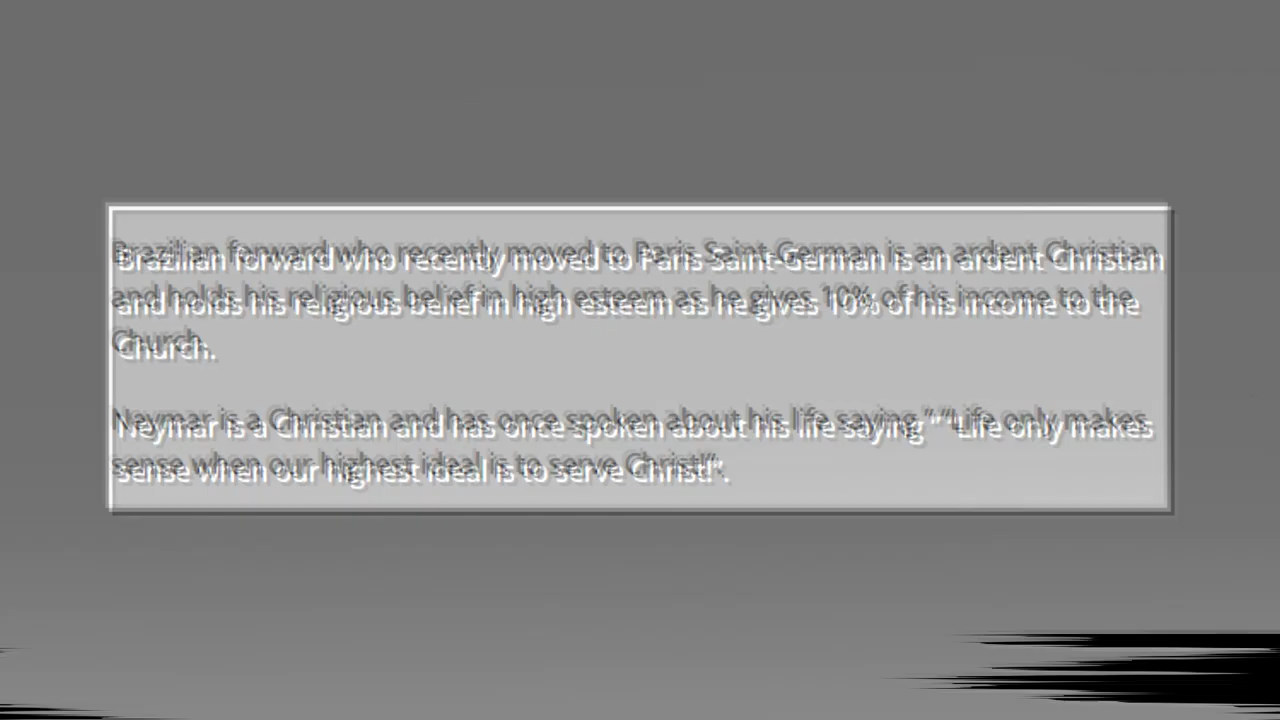 Brazilian forward who recently moved to Paris Saint-German is an ardent Christian
and holds his religious belief in high esteem as he gives 10% of his income to the
Church.
Neymar is a Christian and has once spoken about his life saying ” “Life only makes
sense when our highest ideal is to serve Christ!”.